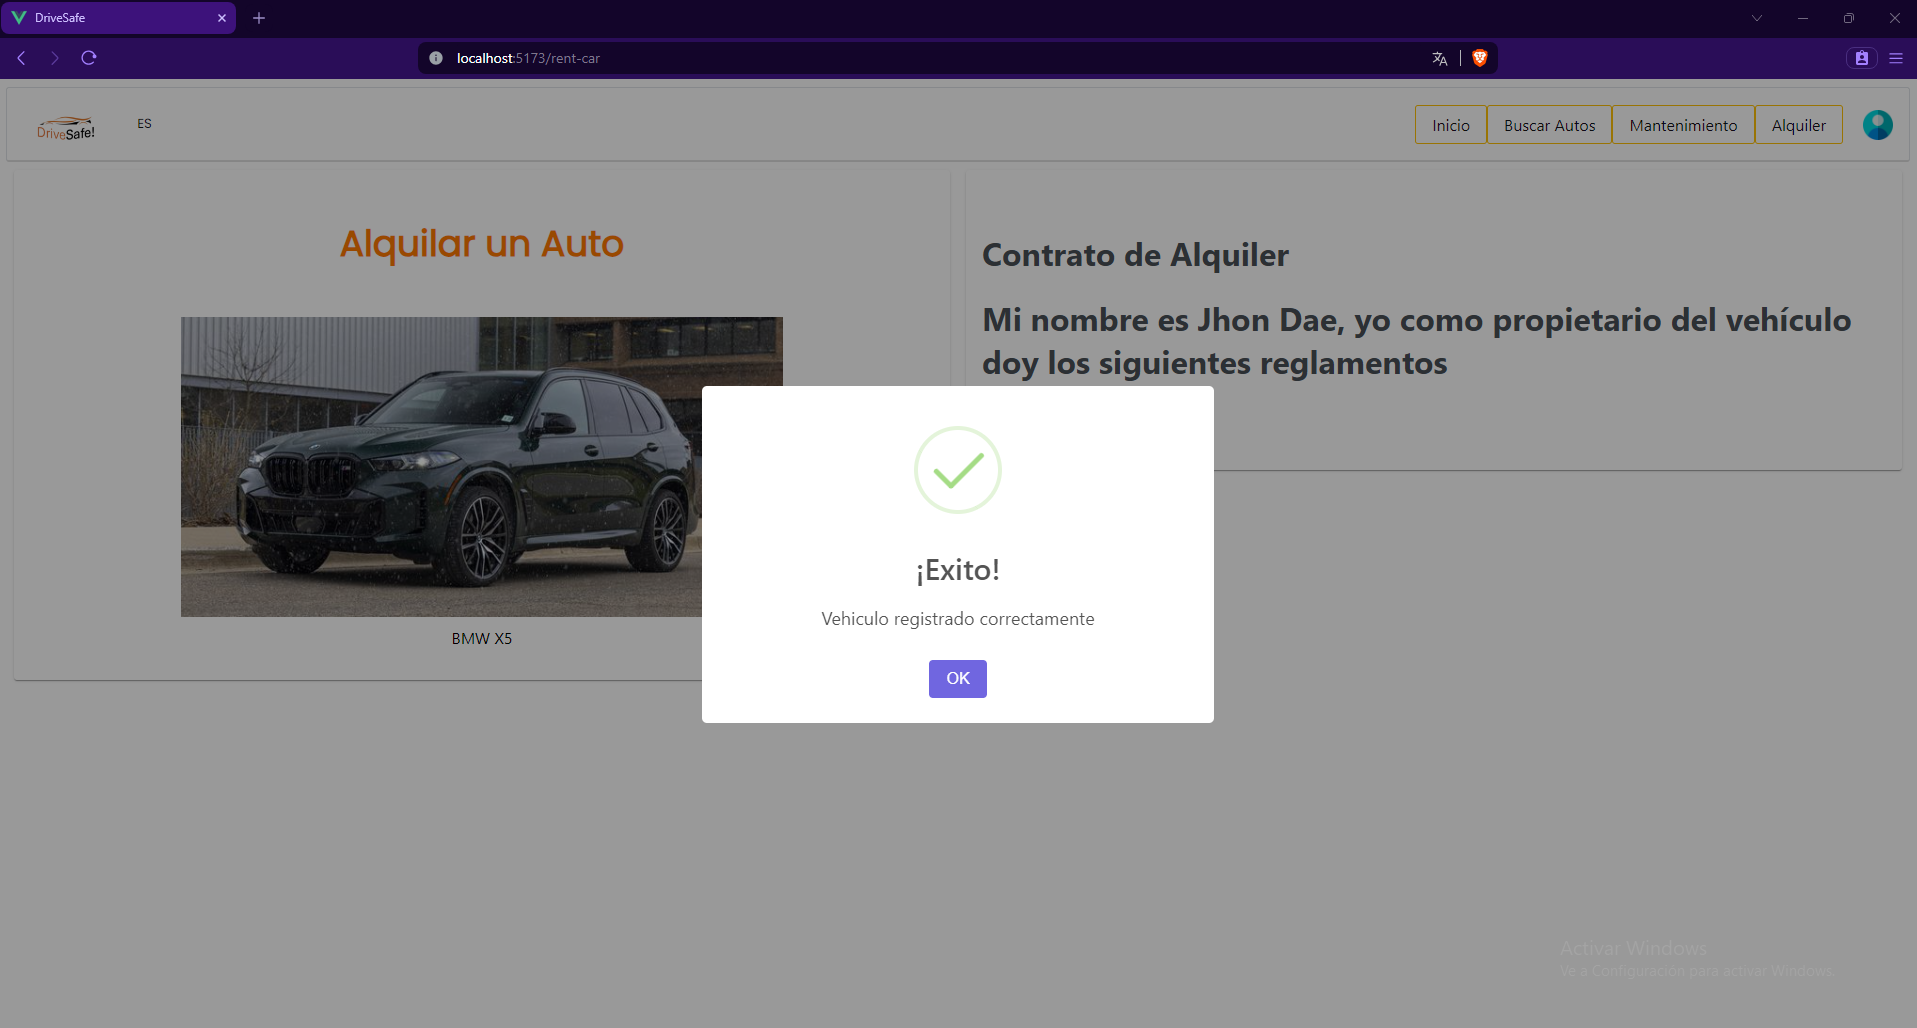 DriveSafe
localhost:5173/rent-car
DriveSafe!
ES
Inicio
Buscar Autos
Mantenimiento
Alquiler
Alquilar un Auto
BMW X5
Contrato de Alquiler
Mi nombre es Jhon Dae, yo como propietario del vehículo
doy los siguientes reglamentos
¡Exito!
Vehiculo registrado correctamente
OK
Activar Windows
Ve a Configuración para activar Windows.